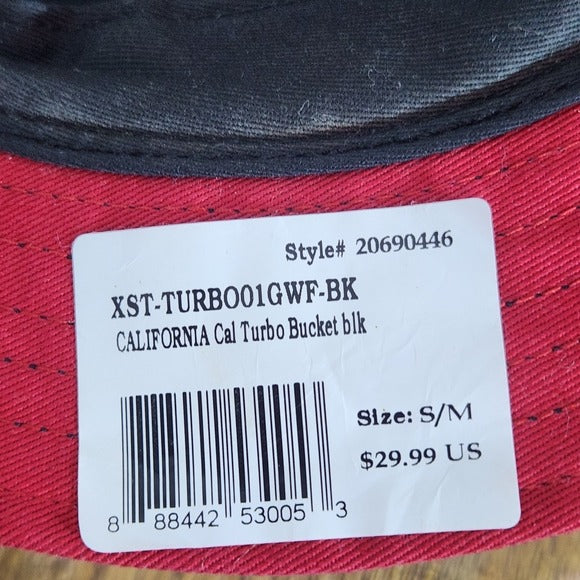 Style# 20690446
XST-TURBO01GWF-BK
CALIFORNIA Cal Turbo Bucket blk
Size: S/M
$29.99 US
8 88442 53005 3